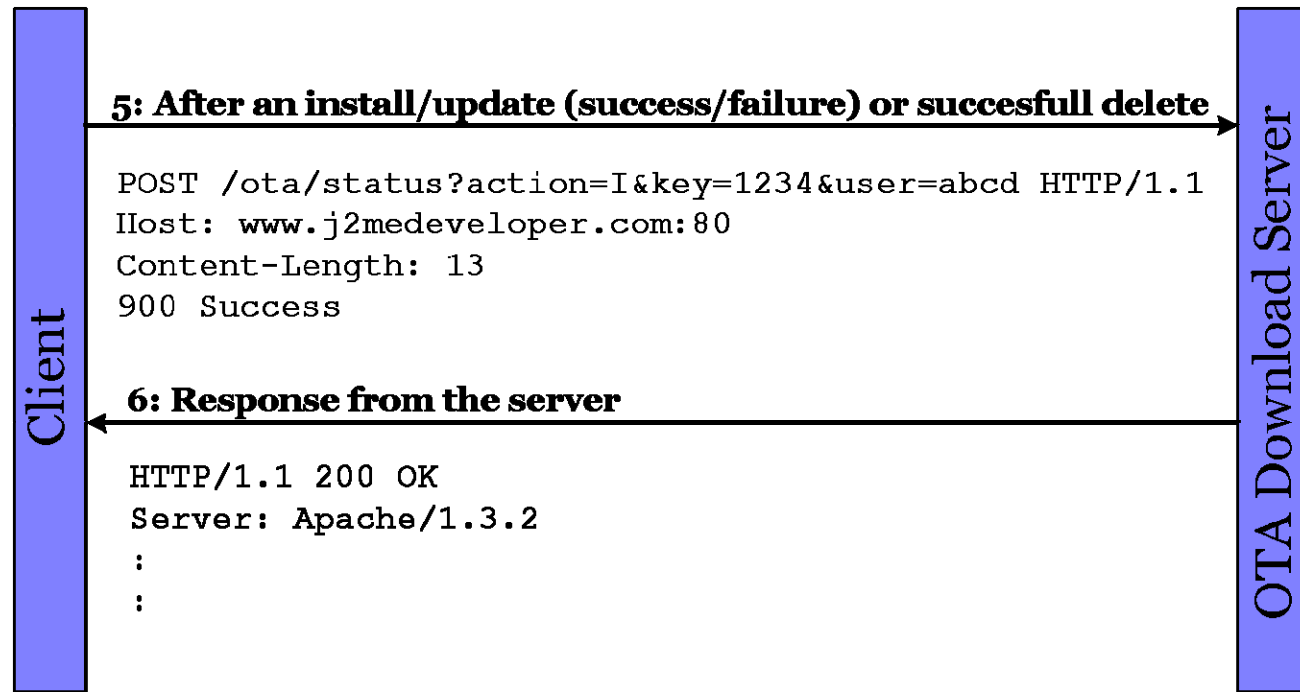 5: After an install/update (success/failure) or succesfull delete
POST /ota/status?action=I&key=1234&user=abcd HTTP/1.1
Host: www.j2medeveloper.com:80
Content-Length: 13
900 Success
6: Response from the server
HTTP/1.1 200 OK
Server: Apache/1.3.2
:
:
Client
OTA Download Server